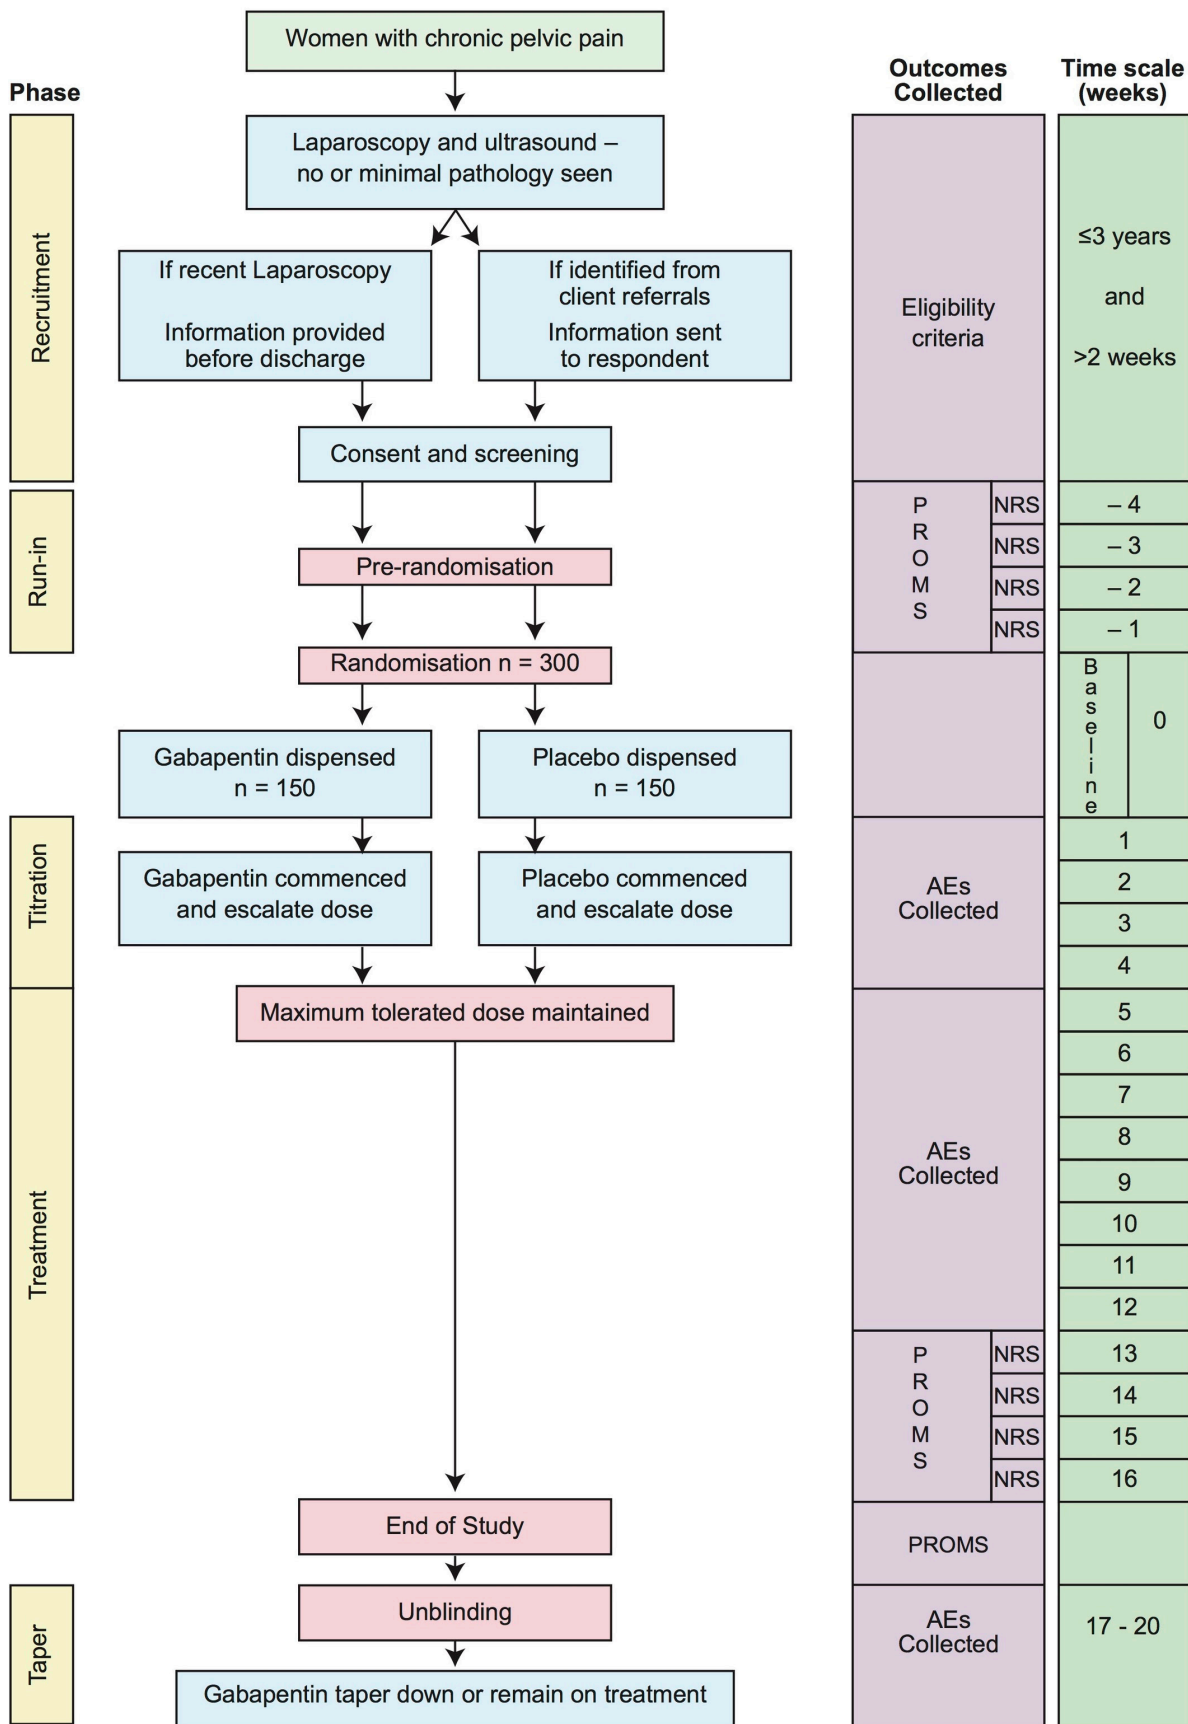 Women with chronic pelvic pain
Phase
Outcomes
Collected
Time scale
(weeks)
Recruitment
Laparoscopy and ultrasound –
no or minimal pathology seen
If recent Laparoscopy
Information provided
before discharge
If identified from
client referrals
Information sent
to respondent
Consent and screening
Eligibility
criteria
≤3 years
and
>2 weeks
Run-in
Pre-randomisation
Randomisation n = 300
P
R
O
M
S
NRS
– 4
NRS
– 3
NRS
– 2
NRS
– 1
Gabapentin dispensed
n = 150
Placebo dispensed
n = 150
B
a
s
e
l
i
n
e
0
Titration
Gabapentin commenced
and escalate dose
Placebo commenced
and escalate dose
AEs
Collected
1
2
3
4
Treatment
Maximum tolerated dose maintained
AEs
Collected
5
6
7
8
9
10
11
12
P
R
O
M
S
NRS
13
NRS
14
NRS
15
NRS
16
End of Study
PROMS
Taper
Unblinding
AEs
Collected
17 - 20
Gabapentin taper down or remain on treatment